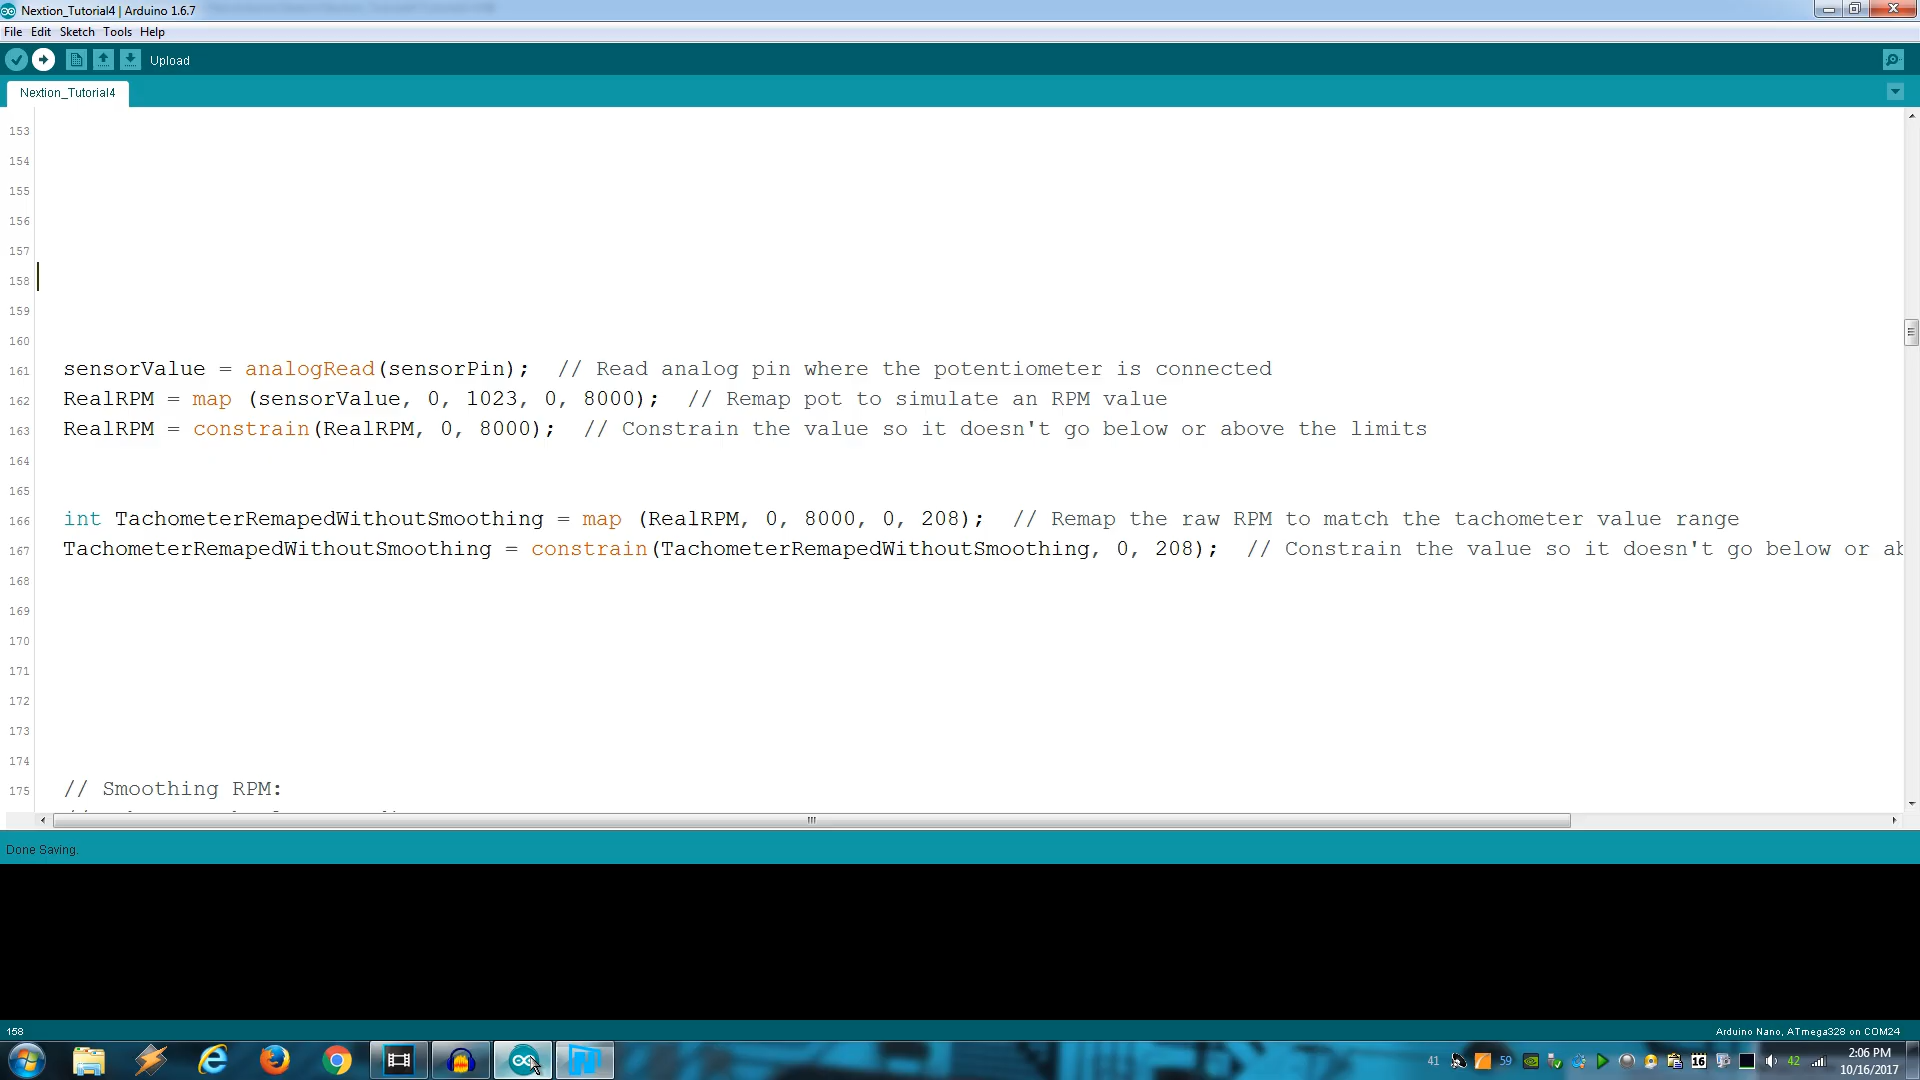 Nextion_Tutorial4 | Arduino 1.6.7
File Edit Sketch Tools Help
Upload
Nextion_Tutorial4
153
154
155
156
157
158
159
160
161 sensorValue = analogRead(sensorPin);  // Read analog pin where the potentiometer is connected
162 RealRPM = map (sensorValue, 0, 1023, 0, 8000);  // Remap pot to simulate an RPM value
163 RealRPM = constrain(RealRPM, 0, 8000);  // Constrain the value so it doesn't go below or above the limits
164
165
166 int TachometerRemapedWithoutSmoothing = map (RealRPM, 0, 8000, 0, 208);  // Remap the raw RPM to match the tachometer value range
167 TachometerRemapedWithoutSmoothing = constrain(TachometerRemapedWithoutSmoothing, 0, 208);  // Constrain the value so it doesn't go below or ab
168
169
170
171
172
173
174
175 // Smoothing RPM:
Done Saving.
158 Arduino Nano, ATmega328 on COM24
41 59 16 42 2:06 PM
10/16/2017